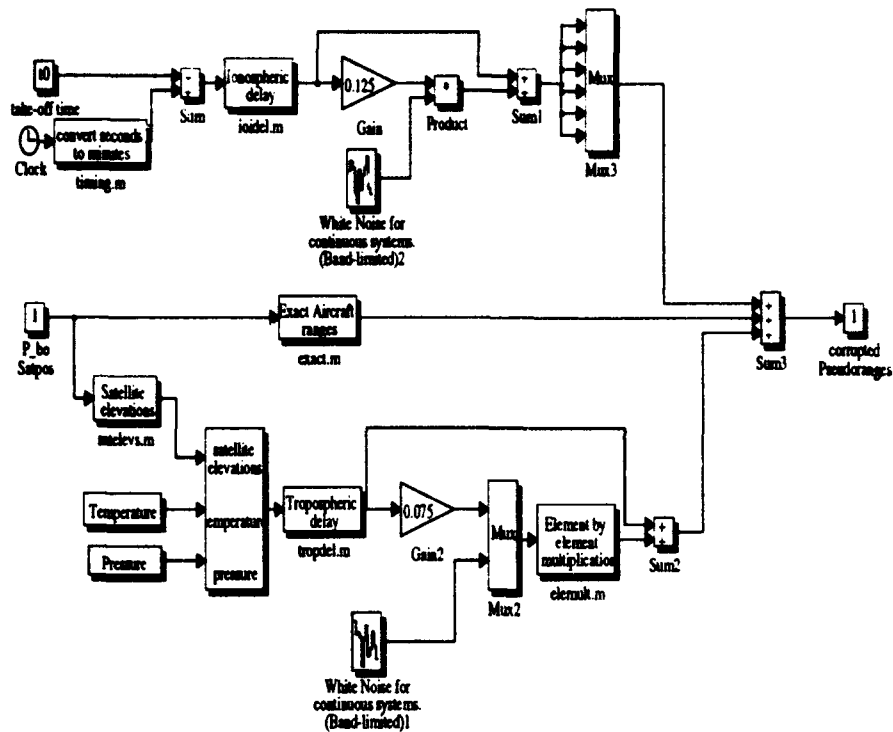 t0
take-off time
Clock
convert seconds
to minutes
timing.m
Sum
Ionospheric
delay
iondel.m
0.125
Gain
*
Product
+
+
Sum1
Mux
Mux3
White Noise for
continuous systems.
(Band-limited)2
1
P_bo
Satpos
Exact Aircraft
ranges
exact.m
+
+
+
Sum3
1
corrupted
Pseudoranges
Satellite
elevations
satelevs.m
Temperature
Pressure
satellite
elevations
emperature
pressure
Tropospheric
delay
tropdel.m
0.075
Gain2
Mux
Mux2
Element by
element
multiplication
elemult.m
+
+
Sum2
White Noise for
continuous systems.
(Band-limited)1